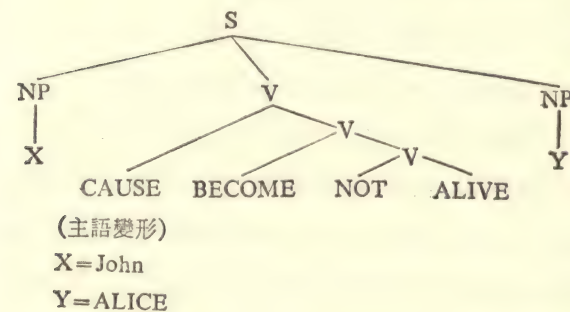 S
NP V NP
X V Y
CAUSE BECOME NOT V ALIVE
(主語變形)
X=John
Y=ALICE